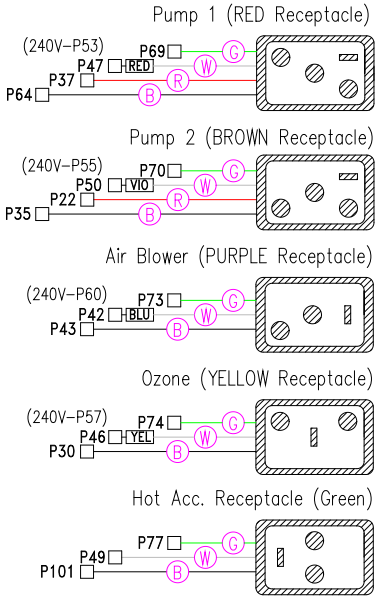 Pump 1 (RED Receptacle)
(240V-P53) P69 G
P47 RED W
P37 R
P64 B
Pump 2 (BROWN Receptacle)
(240V-P55) P70 G
P50 VIO W
P22 R
P35 B
Air Blower (PURPLE Receptacle)
(240V-P60) P73 G
P42 BLU W
P43 B
Ozone (YELLOW Receptacle)
(240V-P57) P74 G
P46 YEL W
P30 B
Hot Acc. Receptacle (Green)
P77 G
P49 W
P101 B